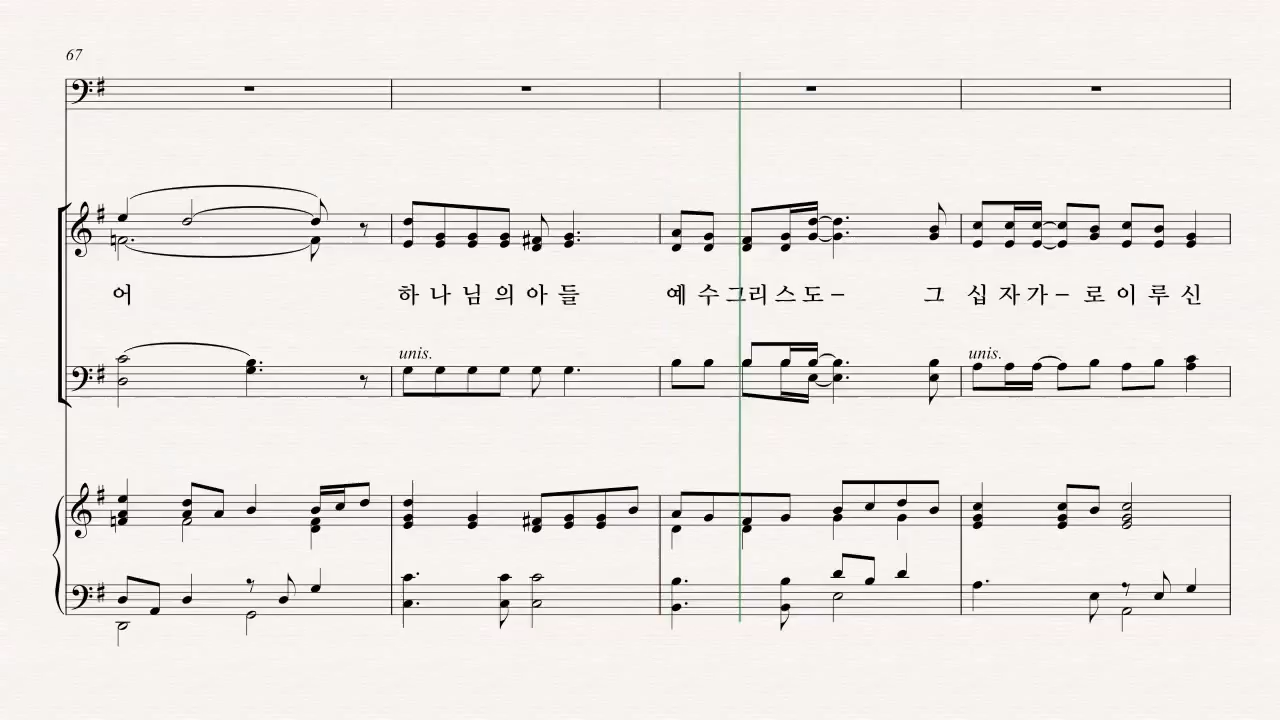 67
어 하 나 님 의 아 들 예 수 그 리 스 도 – 그 십 자 가 – 로 이 루 신
unis. unis.